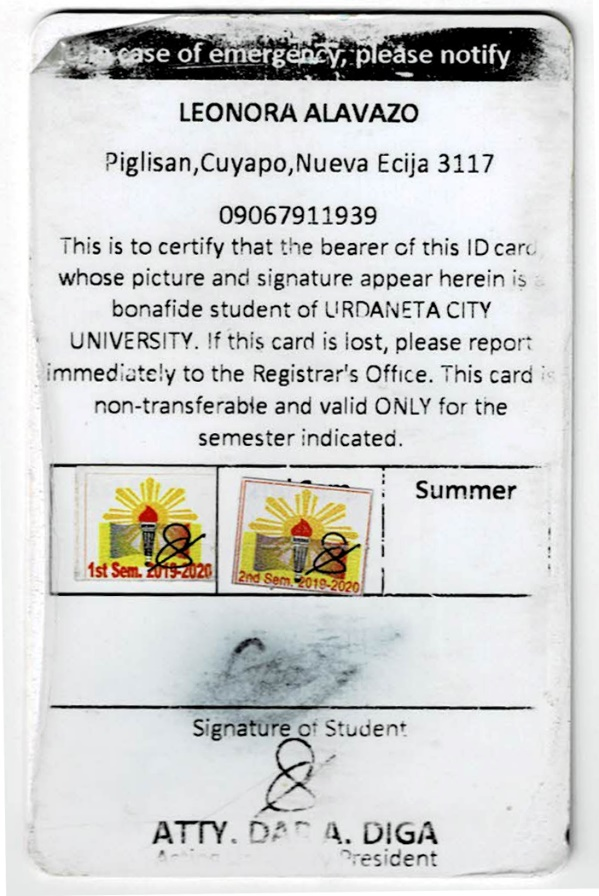 case of emergency, please notify
LEONORA ALAVAZO
Piglisan,Cuyapo,Nueva Ecija 3117
09067911939
This is to certify that the bearer of this ID card
whose picture and signature appear herein is a
bonafide student of URDANETA CITY
UNIVERSITY. If this card is lost, please report
immediately to the Registrar's Office. This card is
non-transferable and valid ONLY for the
semester indicated.
Summer
1st Sem. 2019-2020
2nd Sem. 2019-2020
Signature of Student
ATTY. A. DIGA
President